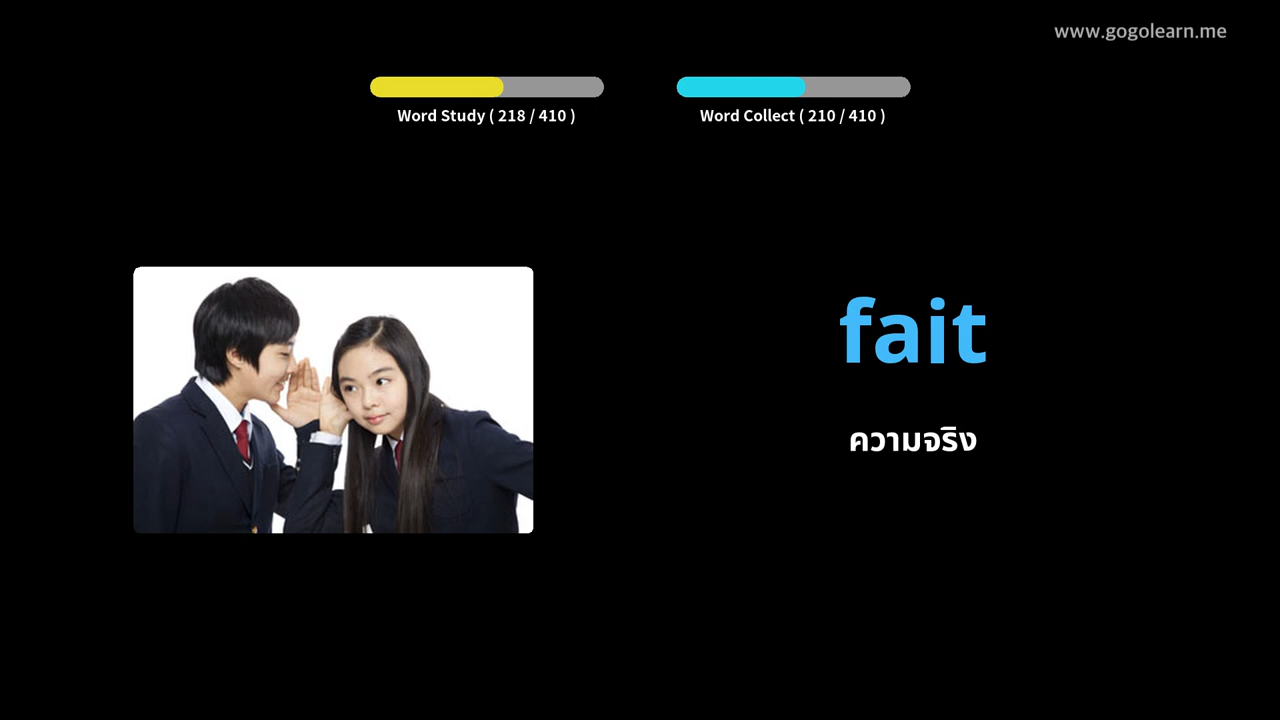 www.gogolearn.me
Word Study ( 218 / 410 )
Word Collect ( 210 / 410 )
fait
ความจริง